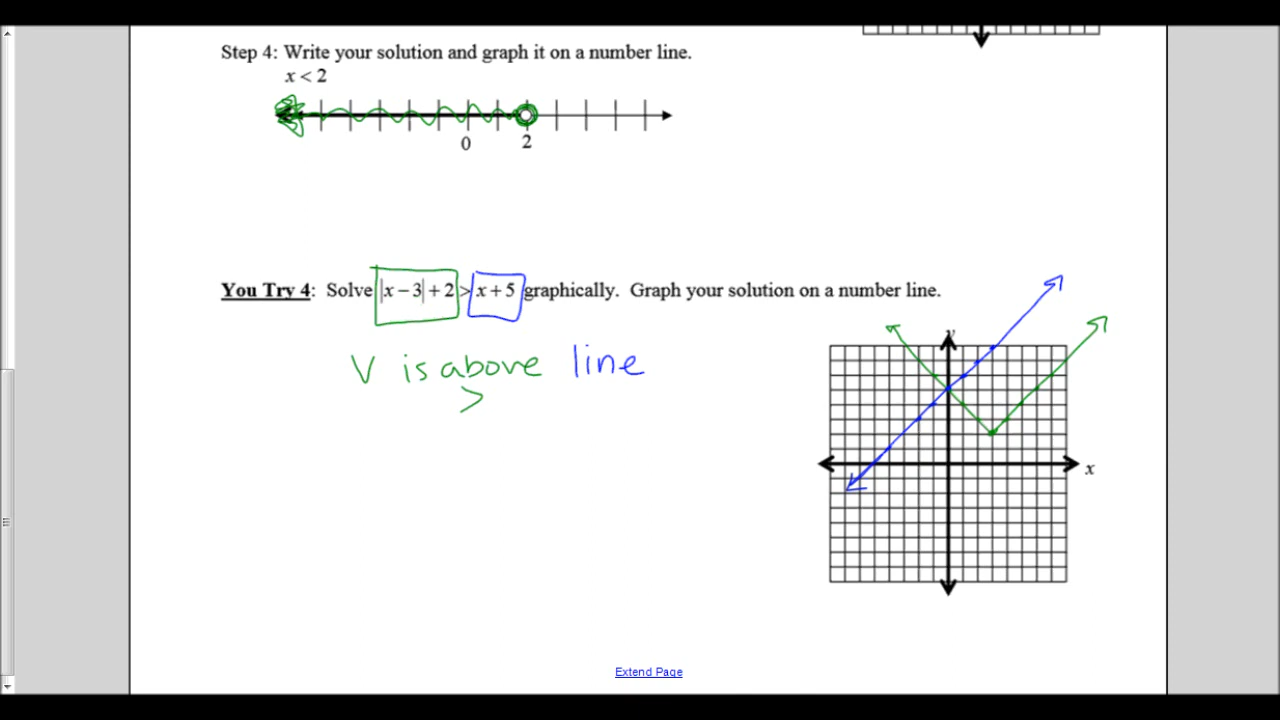 Step 4: Write your solution and graph it on a number line.
x < 2
0 2
You Try 4: Solve |x − 3| + 2 > x + 5 graphically. Graph your solution on a number line.
V is above line
>
y
x
Extend Page